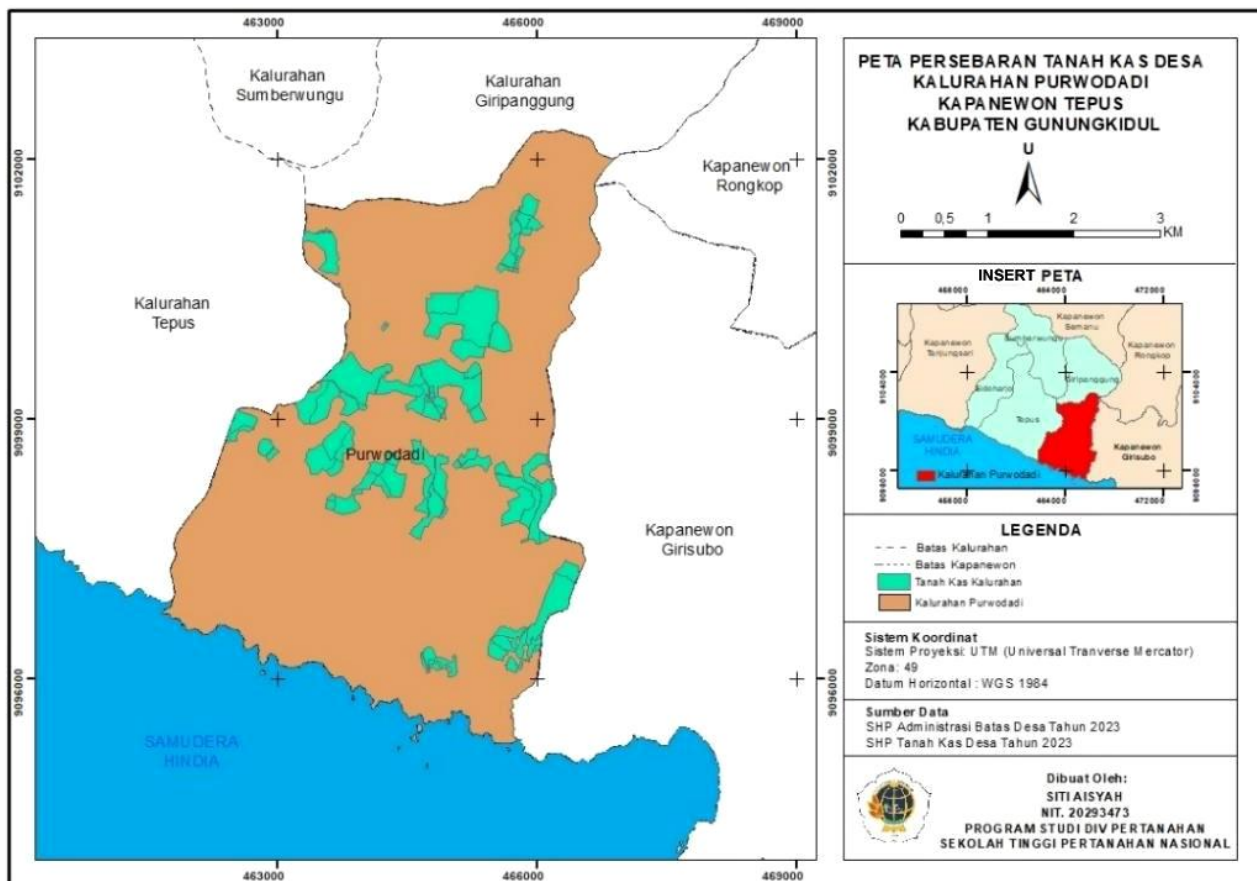 463000
466000
469000
9102000
9099000
9096000
9102000
9099000
9096000
463000
466000
469000
Kalurahan
Sumberwungu
Kalurahan
Giripanggung
Kapanewon
Rongkop
Kalurahan
Tepus
Purwodadi
Kapanewon
Girisubo
SAMUDERA
HINDIA
PETA PERSEBARAN TANAH KAS DESA
KALURAHAN PURWODADI
KAPANEWON TEPUS
KABUPATEN GUNUNGKIDUL
U
0 0,5 1 2 3
KM
INSERT PETA
464000
472000
Kapanewon
Semanu
Kapanewon
Tanjungsari
Sumberwungu
Kapanewon
Rongkop
Sidoharjo
Giripanggung
Tepus
SAMUDERA
HINDIA
Kapanewon
Girisubo
Kalurahan Purwodadi
464000
472000
LEGENDA
Batas Kalurahan
Batas Kapanewon
Tanah Kas Kalurahan
Kalurahan Purwodadi
Sistem Koordinat
Sistem Proyeksi: UTM (Universal Tranverse Mercator)
Zona: 49
Datum Horizontal : WGS 1984
Sumber Data
SHP Administrasi Batas Desa Tahun 2023
SHP Tanah Kas Desa Tahun 2023
Dibuat Oleh:
SITI AISYAH
NIT. 20293473
PROGRAM STUDI DIV PERTANAHAN
SEKOLAH TINGGI PERTANAHAN NASIONAL